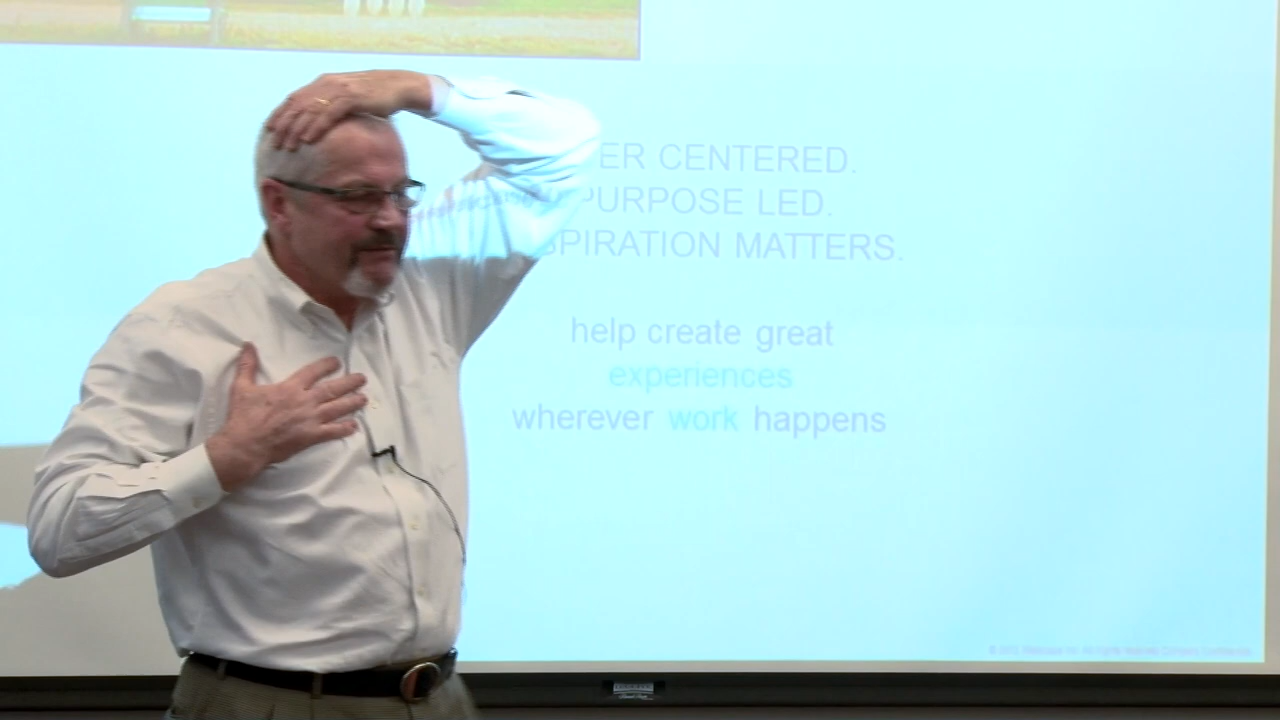 ER CENTERED.
PURPOSE LED.
SPIRATION MATTERS.
help create great
experiences
wherever work happens